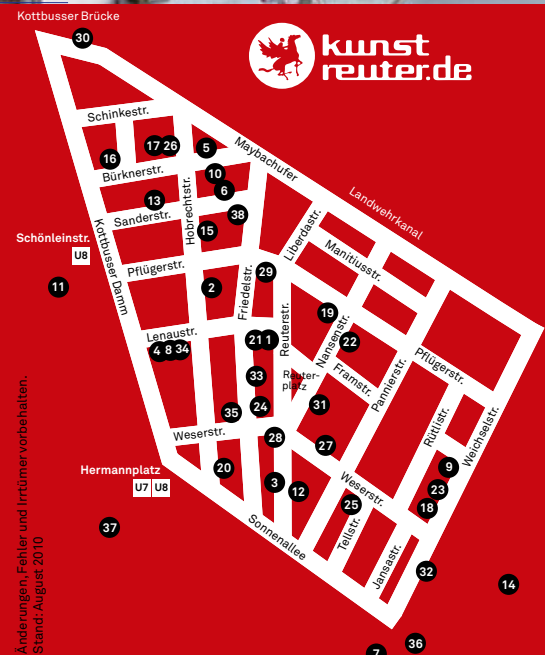 Kottbusser Brücke
30
kunst
reuter.de
Schinkestr.
17 26
5
Maybachufer
16
Bürknerstr.
10
6
13
Sanderstr.
Hobrechtstr.
38
15
Landwehrkanal
Liberdastr.
Manitiusstr.
Schönleinstr.
U8
Kottbusser Damm
Pflügerstr.
29
11
2
Friedelstr.
Reuterstr.
19
Nansenstr.
22
Lenaustr.
4 8 34
21 1
Pflügerstr.
Pannierstr.
Framstr.
33
Reuter-
platz
31
35
24
Rütlistr.
Weichselstr.
Weserstr.
28
27
Hermannplatz
U7 U8
20
3
12
Weserstr.
9
23
18
25
Tellstr.
Sonnenallee
37
Jansastr.
32
14
36
7
Änderungen, Fehler und Irrtümer vorbehalten.
Stand: August 2010